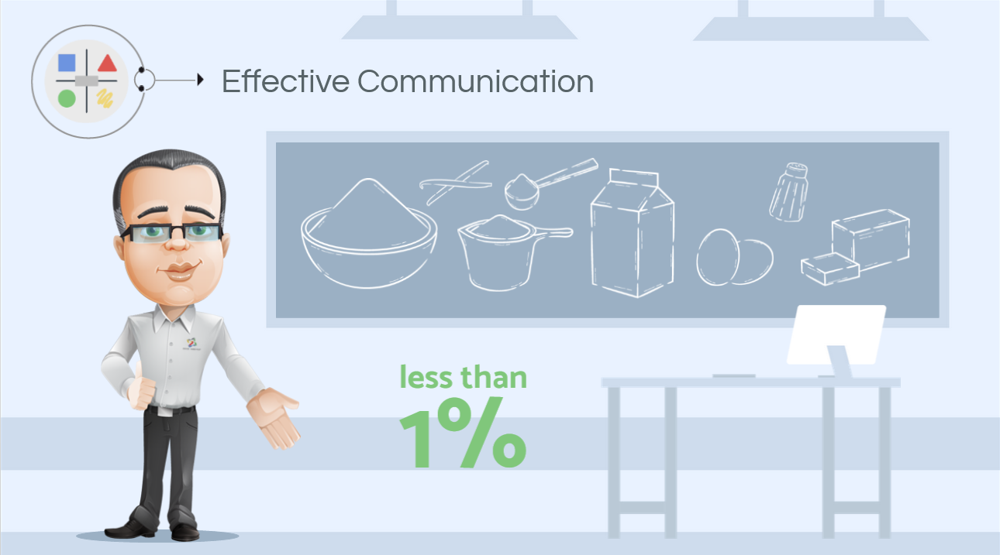 Effective Communication
less than
1%